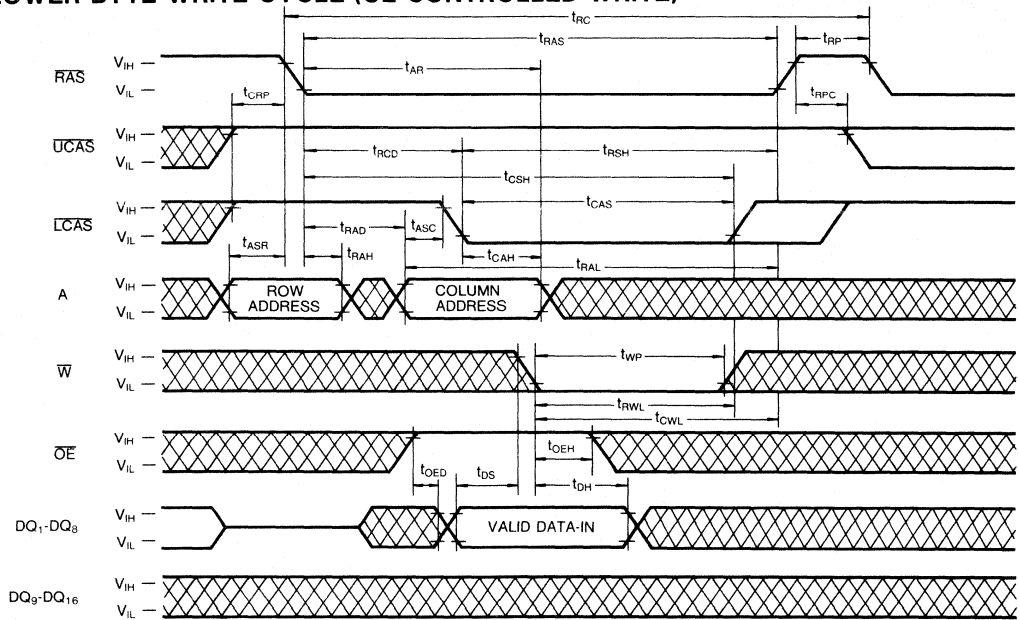 LOWER BYTE WRITE CYCLE (OE CONTROLLED WRITE)
tRC
tRAS
tRP
tAR
RAS
VIH
VIL
tCRP
tRPC
UCAS
VIH
VIL
tRCD
tRSH
tCSH
LCAS
VIH
VIL
tCAS
tRAD
tASC
tASR
tRAH
tCAH
tRAL
A
VIH
VIL
ROW
ADDRESS
COLUMN
ADDRESS
W
VIH
VIL
tWP
tRWL
tCWL
OE
VIH
VIL
tOEH
tOED
tDS
tDH
DQ1-DQ8
VIH
VIL
VALID DATA-IN
DQ9-DQ16
VIH
VIL